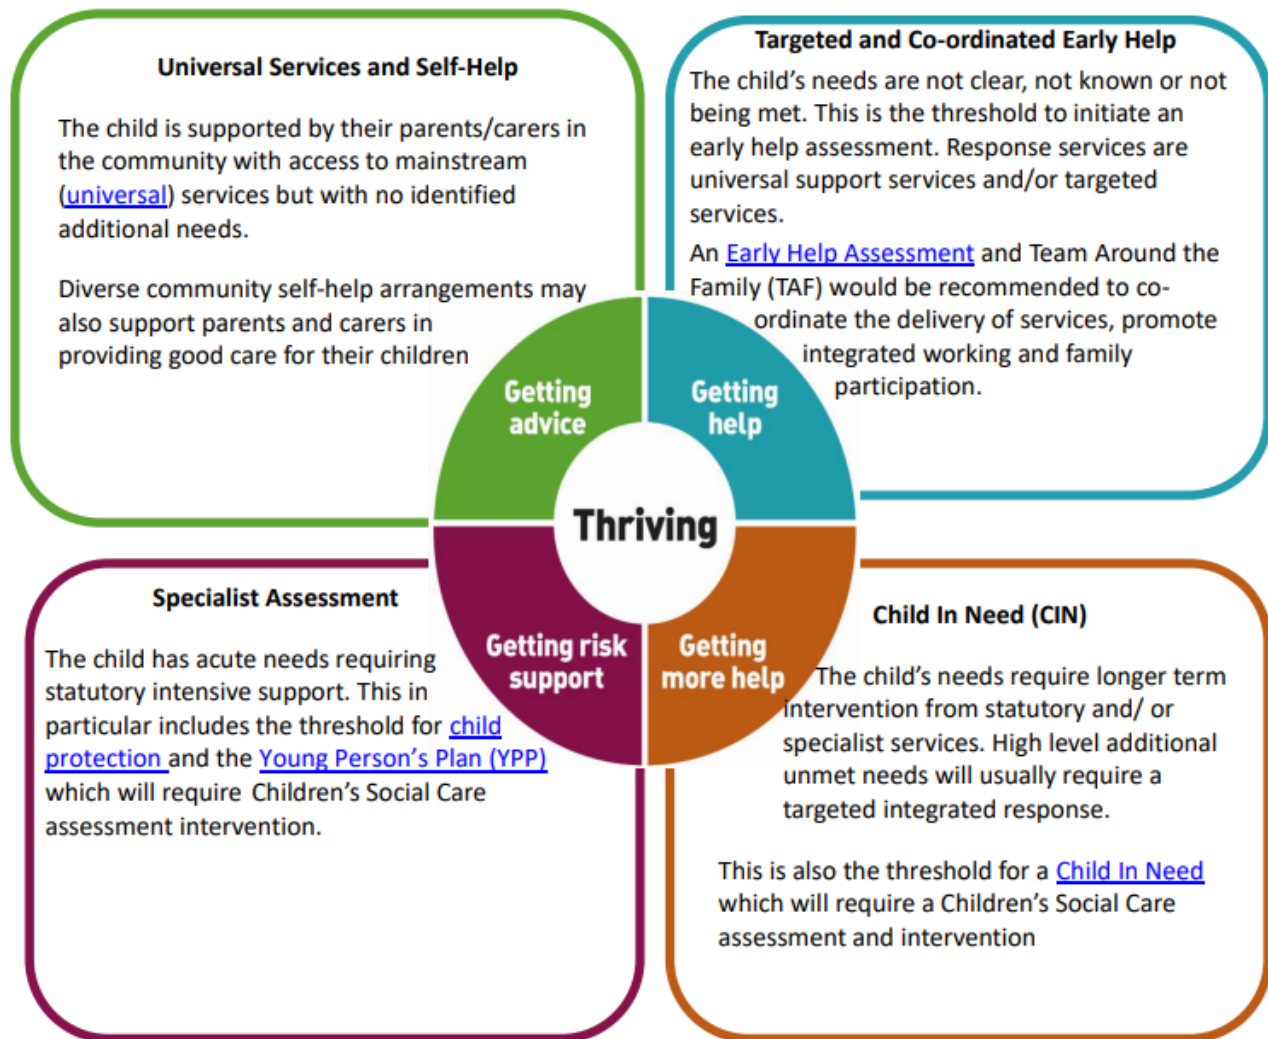 Universal Services and Self-Help
The child is supported by their parents/carers in
the community with access to mainstream
(universal) services but with no identified
additional needs.
Diverse community self-help arrangements may
also support parents and carers in
providing good care for their children
Targeted and Co-ordinated Early Help
The child’s needs are not clear, not known or not
being met. This is the threshold to initiate an
early help assessment. Response services are
universal support services and/or targeted
services.
An Early Help Assessment and Team Around the
Family (TAF) would be recommended to co-
ordinate the delivery of services, promote
integrated working and family
participation.
Getting
advice
Getting
help
Thriving
Getting risk
support
Getting
more help
Specialist Assessment
The child has acute needs requiring
statutory intensive support. This in
particular includes the threshold for child
protection and the Young Person’s Plan (YPP)
which will require Children’s Social Care
assessment intervention.
Child In Need (CIN)
The child’s needs require longer term
intervention from statutory and/ or
specialist services. High level additional
unmet needs will usually require a
targeted integrated response.
This is also the threshold for a Child In Need
which will require a Children’s Social Care
assessment and intervention